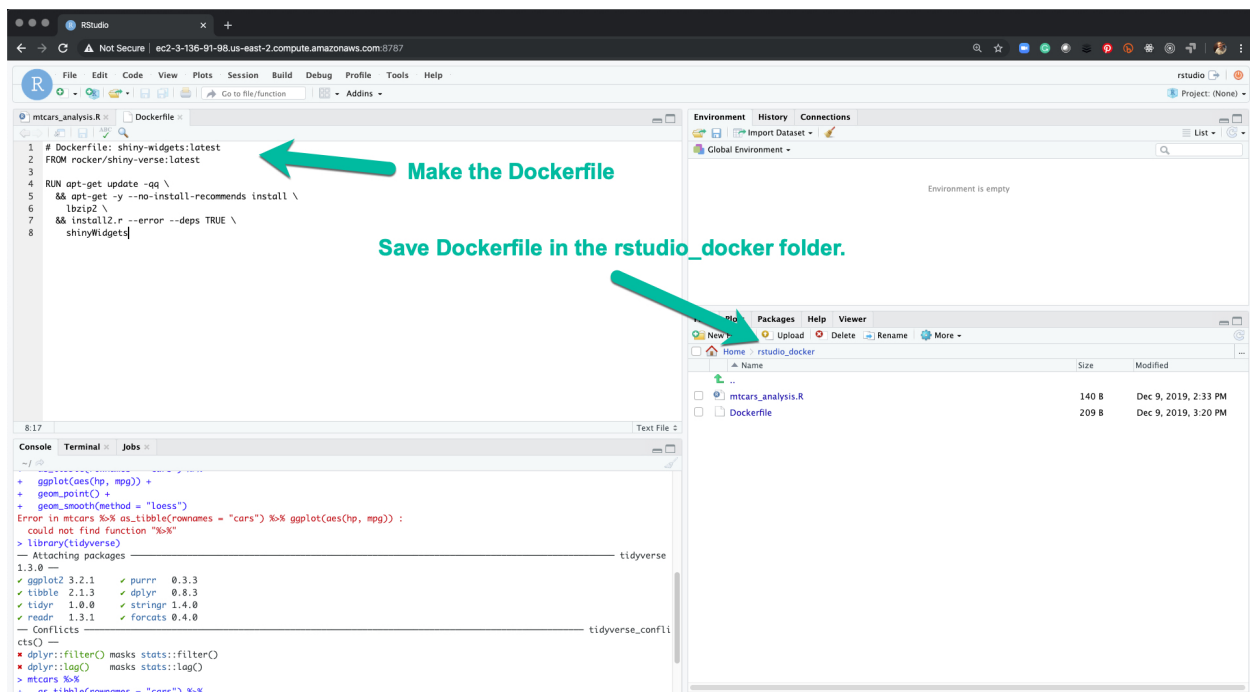 RStudio
Not Secure | ec2-3-136-91-98.us-east-2.compute.amazonaws.com:8787
R
File Edit Code View Plots Session Build Debug Profile Tools Help
rstudio
Go to file/function
Addins
Project: (None)
mtcars_analysis.R
Dockerfile
1 # Dockerfile: shiny-widgets:latest
2 FROM rocker/shiny-verse:latest
3
4 RUN apt-get update -qq \
5 && apt-get -y --no-install-recommends install \
6 lbzip2 \
7 && install2.r --error --deps TRUE \
8 shinyWidgets
Make the Dockerfile
Save Dockerfile in the rstudio_docker folder.
8:17
Text File
Environment History Connections
Import Dataset
List
Global Environment
Environment is empty
Packages Help Viewer
New
Upload Delete Rename More
Home rstudio_docker
Name Size Modified
..
mtcars_analysis.R 140 B Dec 9, 2019, 2:33 PM
Dockerfile 209 B Dec 9, 2019, 3:20 PM
Console Terminal Jobs
~/
+ ggplot(aes(hp, mpg)) +
+ geom_point() +
+ geom_smooth(method = "loess")
Error in mtcars %>% as_tibble(rownames = "cars") %>% ggplot(aes(hp, mpg)) :
could not find function "%>%"
> library(tidyverse)
— Attaching packages ——— tidyverse
1.3.0 —
✔ ggplot2 3.2.1 ✔ purrr 0.3.3
✔ tibble 2.1.3 ✔ dplyr 0.8.3
✔ tidyr 1.0.0 ✔ stringr 1.4.0
✔ readr 1.3.1 ✔ forcats 0.4.0
— Conflicts ——— tidyverse_confli
cts() —
✖ dplyr::filter() masks stats::filter()
✖ dplyr::lag() masks stats::lag()
> mtcars %>%
+ as_tibble(rownames = "cars") %>%